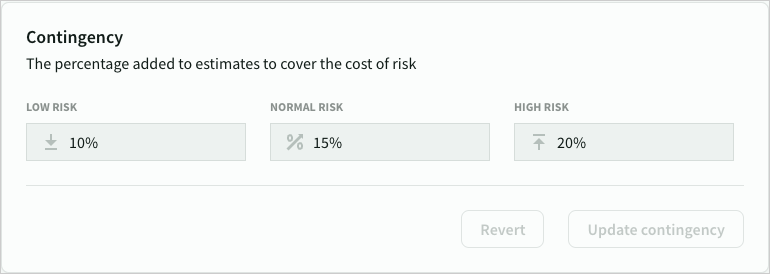 Contingency
The percentage added to estimates to cover the cost of risk
LOW RISK NORMAL RISK HIGH RISK
10% 15% 20%
Revert Update contingency